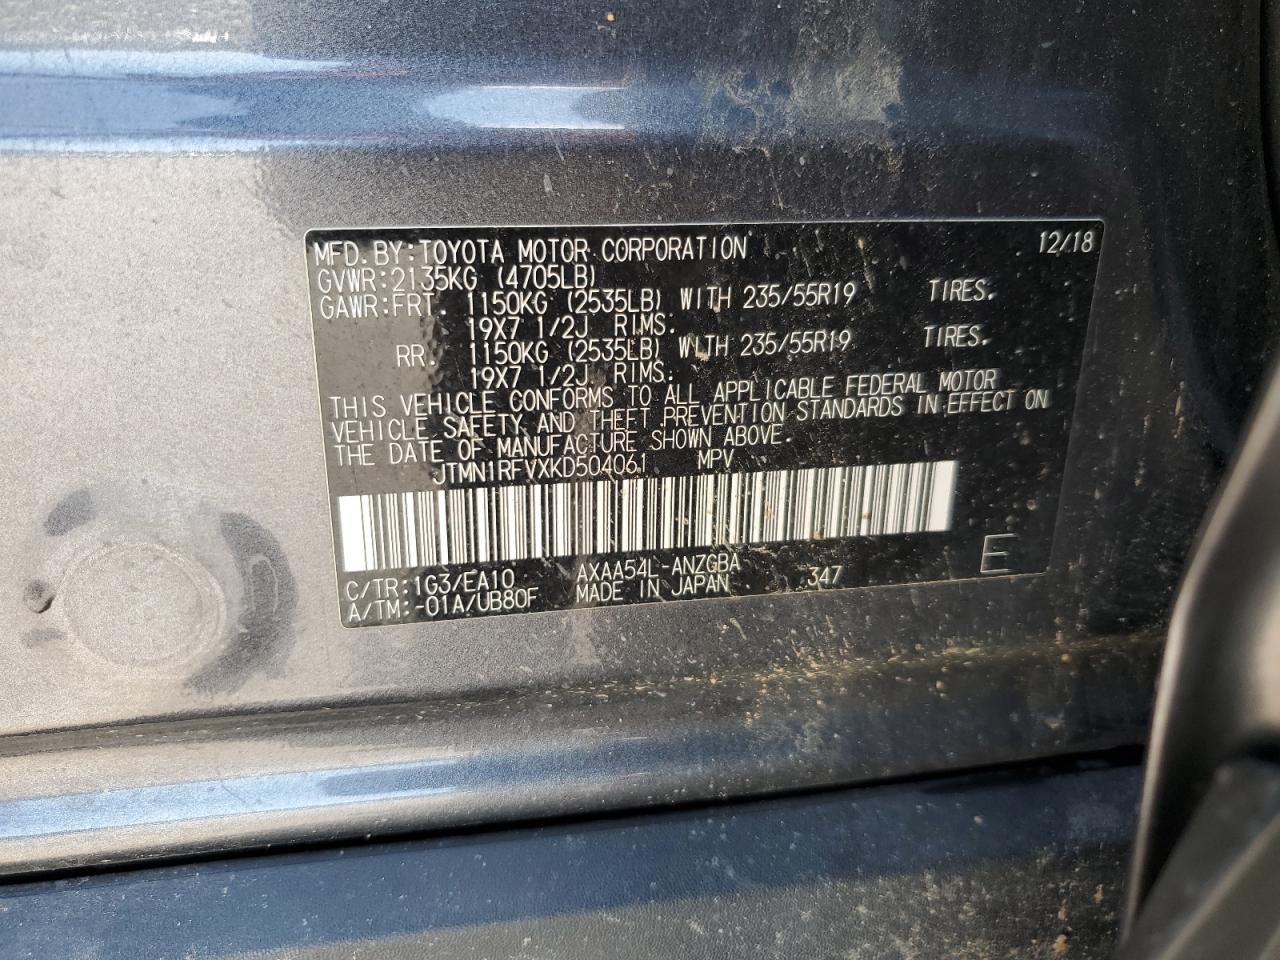 MFD. BY: TOYOTA MOTOR CORPORATION 12/18
GVWR: 2135KG (4705LB)
GAWR: FRT. 1150KG (2535LB) WITH 235/55R19 TIRES.
19X7 1/2J RIMS.
RR. 1150KG (2535LB) WITH 235/55R19 TIRES.
19X7 1/2J RIMS.
THIS VEHICLE CONFORMS TO ALL APPLICABLE FEDERAL MOTOR
VEHICLE SAFETY AND THEFT PREVENTION STANDARDS IN EFFECT ON
THE DATE OF MANUFACTURE SHOWN ABOVE.
JTMN1RFVXKD504061 MPV
C/TR: 1G3/EA10 AXAA54L-ANZGBA 347 E
A/TM: -01A/UB80F MADE IN JAPAN